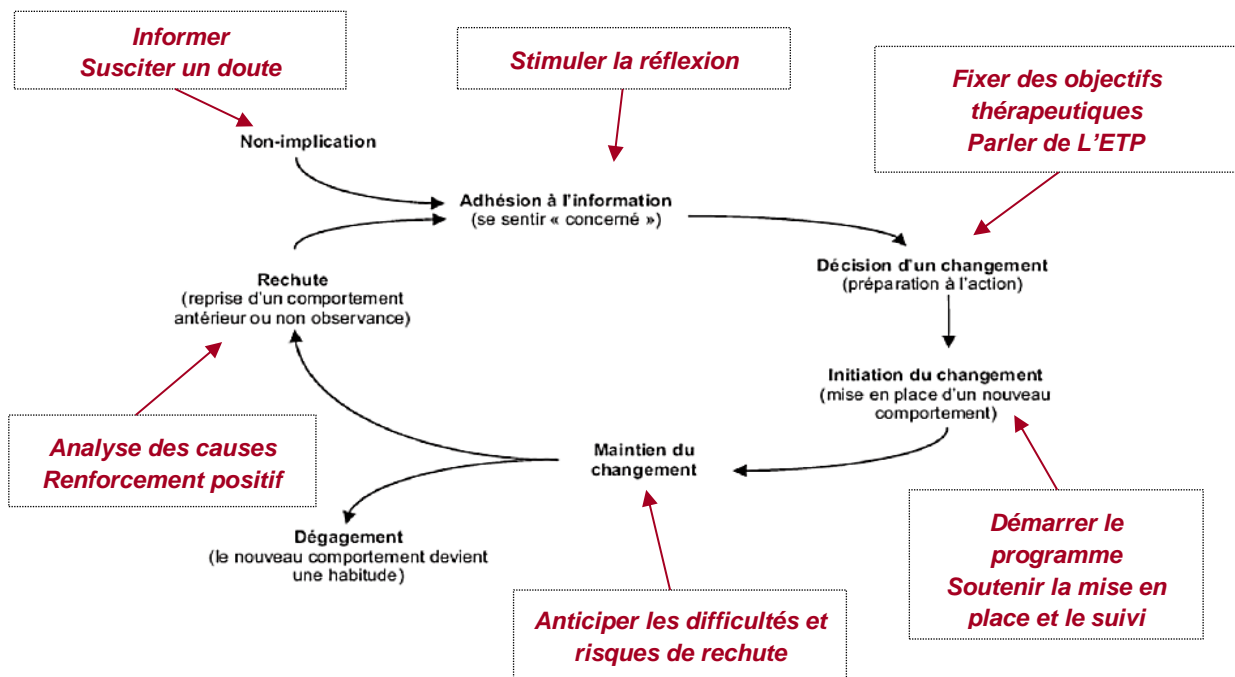 Informer
Susciter un doute
Stimuler la réflexion
Fixer des objectifs
thérapeutiques
Parler de L'ETP
Non-implication
Adhésion à l'information
(se sentir « concerné »)
Décision d'un changement
(préparation à l'action)
Rechute
(reprise d'un comportement
antérieur ou non observance)
Initiation du changement
(mise en place d'un nouveau
comportement)
Analyse des causes
Renforcement positif
Maintien du
changement
Dégagement
(le nouveau comportement devient
une habitude)
Démarrer le
programme
Soutenir la mise en
place et le suivi
Anticiper les difficultés et
risques de rechute